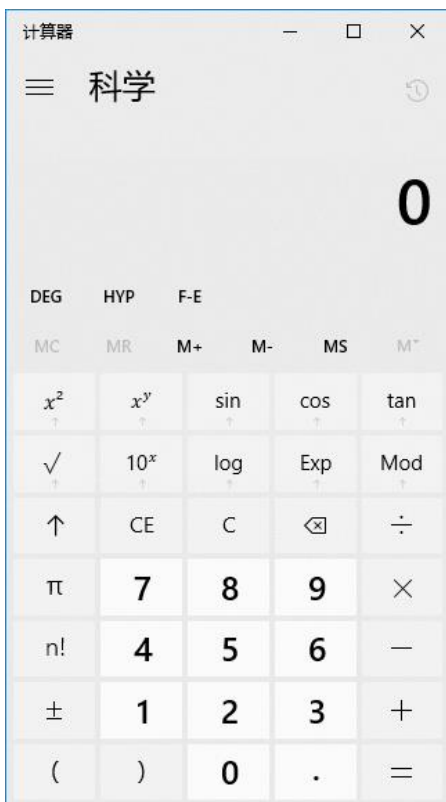 计算器
科学
0
DEG HYP F-E
MC MR M+ M- MS M˅
x² xʸ sin cos tan
√ 10ˣ log Exp Mod
↑ CE C ⌫ ÷
π 7 8 9 ×
n! 4 5 6 −
± 1 2 3 +
( ) 0 . =